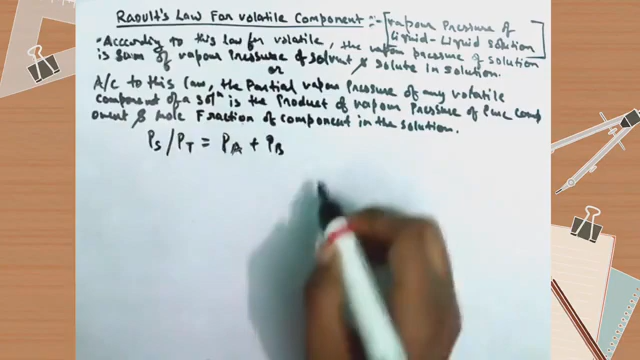 Raoult's Law For Volatile Component :- [vapour Pressure of
liquid-liquid solution]
- According to this law for volatile, the vapour pressure of solution
is sum of vapour Pressure of solvent & solute in solution.
or
A/c to this law, the Partial vapour Pressure of any volatile
component of a solⁿ is the Product of vapour Pressure of Pure comp
onent & mole Fraction of component in the solution.
Ps/PT = PA + PB